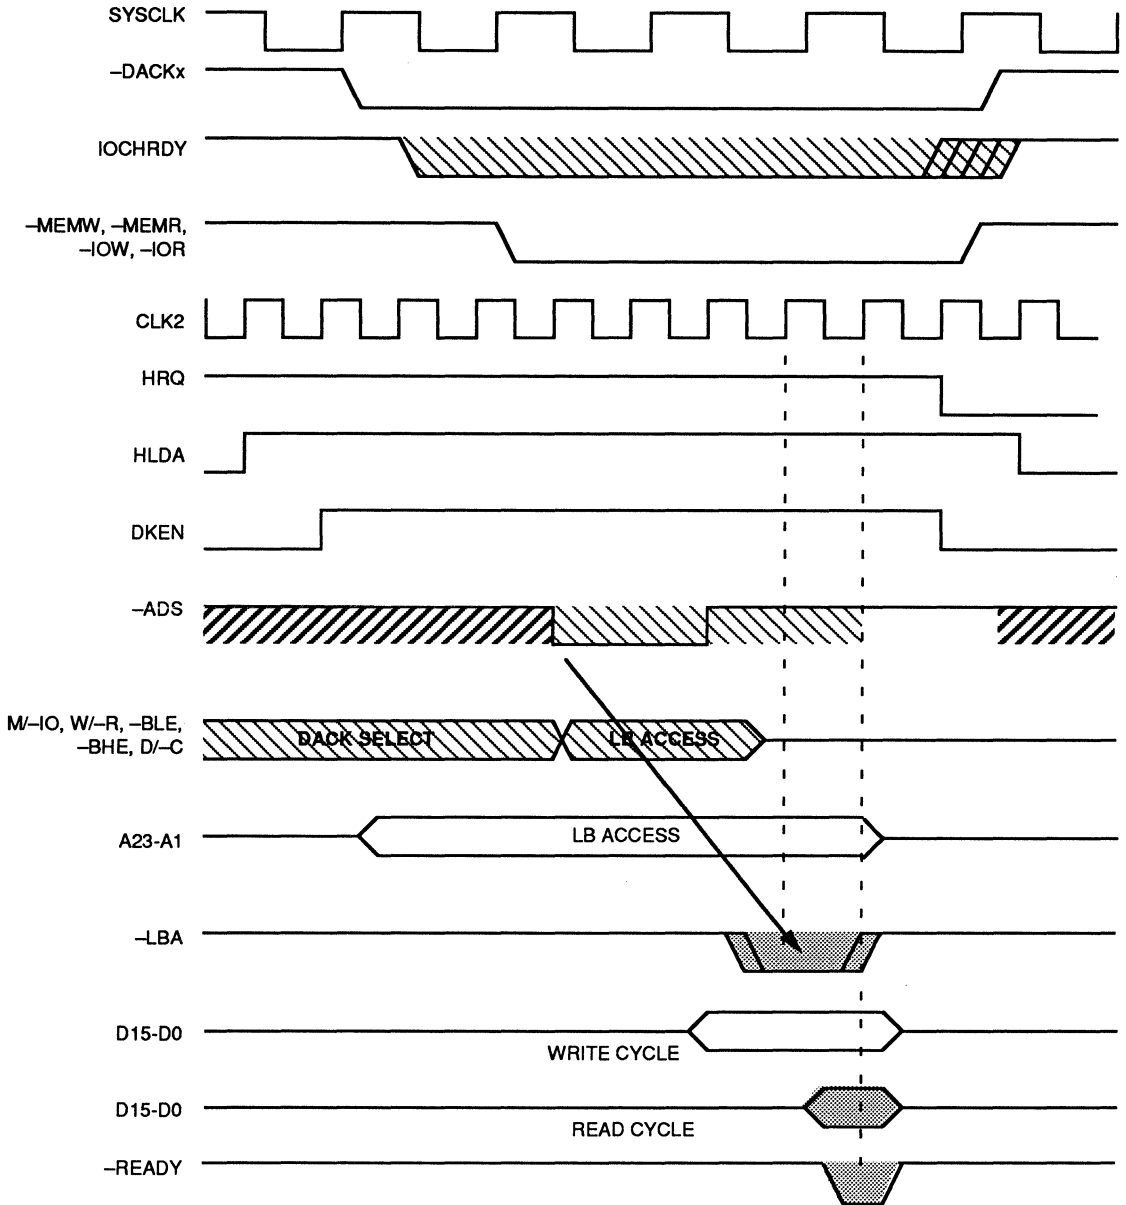 SYSCLK
–DACKx
IOCHRDY
–MEMW, –MEMR,
–IOW, –IOR
CLK2
HRQ
HLDA
DKEN
–ADS
M/–IO, W/–R, –BLE,
–BHE, D/–C
DACK SELECT
LB ACCESS
A23-A1
LB ACCESS
–LBA
D15-D0
WRITE CYCLE
D15-D0
READ CYCLE
–READY